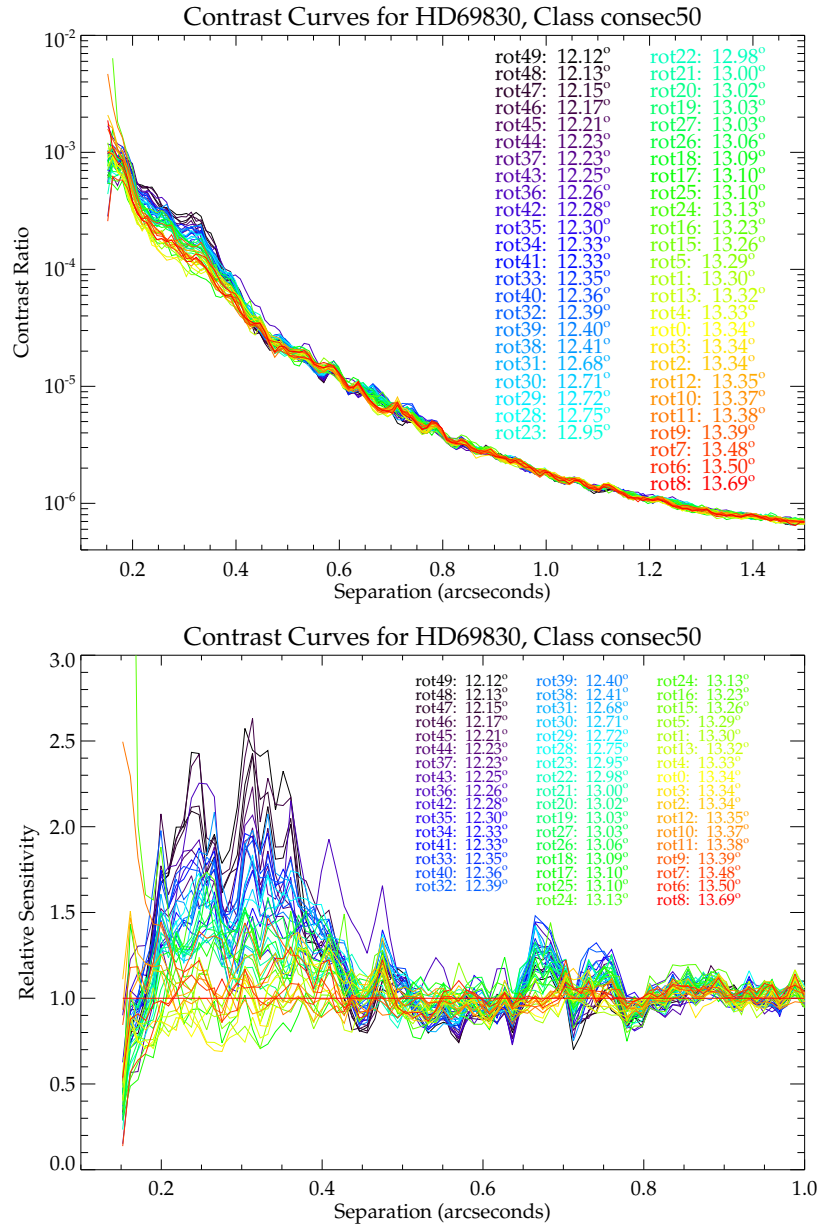 Contrast Curves for HD69830, Class consec50
10⁻²
10⁻³
10⁻⁴
10⁻⁵
10⁻⁶
Contrast Ratio
rot49: 12.12°
rot48: 12.13°
rot47: 12.15°
rot46: 12.17°
rot45: 12.21°
rot44: 12.23°
rot37: 12.23°
rot43: 12.25°
rot36: 12.26°
rot42: 12.28°
rot35: 12.30°
rot34: 12.33°
rot41: 12.33°
rot33: 12.35°
rot40: 12.36°
rot32: 12.39°
rot39: 12.40°
rot38: 12.41°
rot31: 12.68°
rot30: 12.71°
rot29: 12.72°
rot28: 12.75°
rot23: 12.95°
rot22: 12.98°
rot21: 13.00°
rot20: 13.02°
rot19: 13.03°
rot27: 13.03°
rot26: 13.06°
rot18: 13.09°
rot17: 13.10°
rot25: 13.10°
rot24: 13.13°
rot16: 13.23°
rot15: 13.26°
rot5: 13.29°
rot1: 13.30°
rot13: 13.32°
rot4: 13.33°
rot0: 13.34°
rot3: 13.34°
rot2: 13.34°
rot12: 13.35°
rot10: 13.37°
rot11: 13.38°
rot9: 13.39°
rot7: 13.48°
rot6: 13.50°
rot8: 13.69°
0.2 0.4 0.6 0.8 1.0 1.2 1.4
Separation (arcseconds)
Contrast Curves for HD69830, Class consec50
3.0
2.5
2.0
1.5
1.0
0.5
0.0
Relative Sensitivity
rot49: 12.12°
rot48: 12.13°
rot47: 12.15°
rot46: 12.17°
rot45: 12.21°
rot44: 12.23°
rot37: 12.23°
rot43: 12.25°
rot36: 12.26°
rot42: 12.28°
rot35: 12.30°
rot34: 12.33°
rot41: 12.33°
rot33: 12.35°
rot40: 12.36°
rot32: 12.39°
rot39: 12.40°
rot38: 12.41°
rot31: 12.68°
rot30: 12.71°
rot29: 12.72°
rot28: 12.75°
rot23: 12.95°
rot22: 12.98°
rot21: 13.00°
rot20: 13.02°
rot19: 13.03°
rot27: 13.03°
rot26: 13.06°
rot18: 13.09°
rot17: 13.10°
rot25: 13.10°
rot24: 13.13°
rot24: 13.13°
rot16: 13.23°
rot15: 13.26°
rot5: 13.29°
rot1: 13.30°
rot13: 13.32°
rot4: 13.33°
rot0: 13.34°
rot3: 13.34°
rot2: 13.34°
rot12: 13.35°
rot10: 13.37°
rot11: 13.38°
rot9: 13.39°
rot7: 13.48°
rot6: 13.50°
rot8: 13.69°
0.2 0.4 0.6 0.8 1.0
Separation (arcseconds)